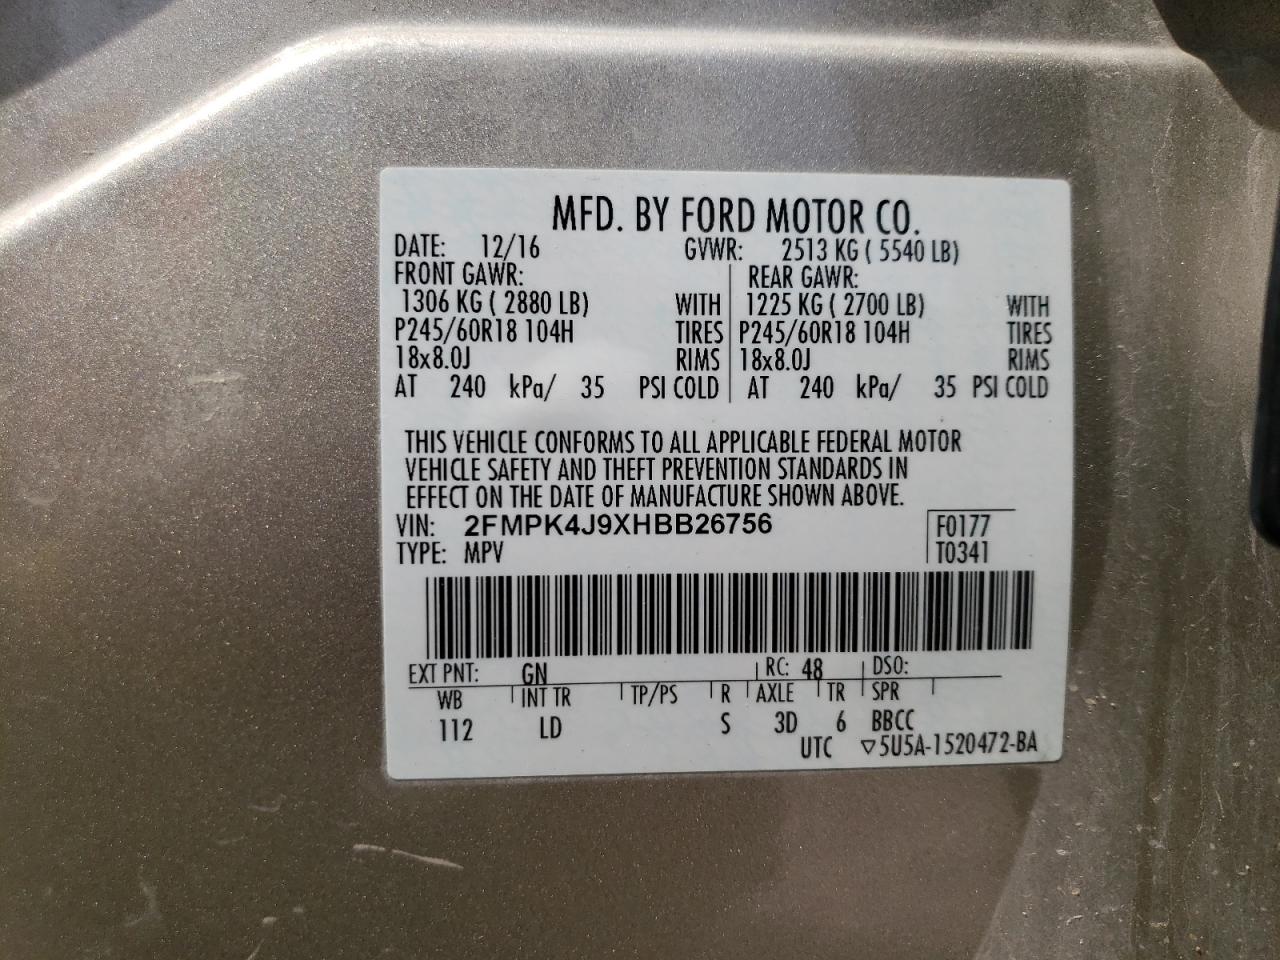 MFD. BY FORD MOTOR CO.
DATE: 12/16 GVWR: 2513 KG ( 5540 LB)
FRONT GAWR: REAR GAWR:
1306 KG ( 2880 LB) WITH 1225 KG ( 2700 LB) WITH
P245/60R18 104H TIRES P245/60R18 104H TIRES
18x8.0J RIMS 18x8.0J RIMS
AT 240 kPa/ 35 PSI COLD AT 240 kPa/ 35 PSI COLD
THIS VEHICLE CONFORMS TO ALL APPLICABLE FEDERAL MOTOR
VEHICLE SAFETY AND THEFT PREVENTION STANDARDS IN
EFFECT ON THE DATE OF MANUFACTURE SHOWN ABOVE.
VIN: 2FMPK4J9XHBB26756 F0177
TYPE: MPV T0341
EXT PNT: GN RC: 48 DSO:
WB INT TR TP/PS R AXLE TR SPR
112 LD S 3D 6 BBCC
UTC ▽5U5A-1520472-BA